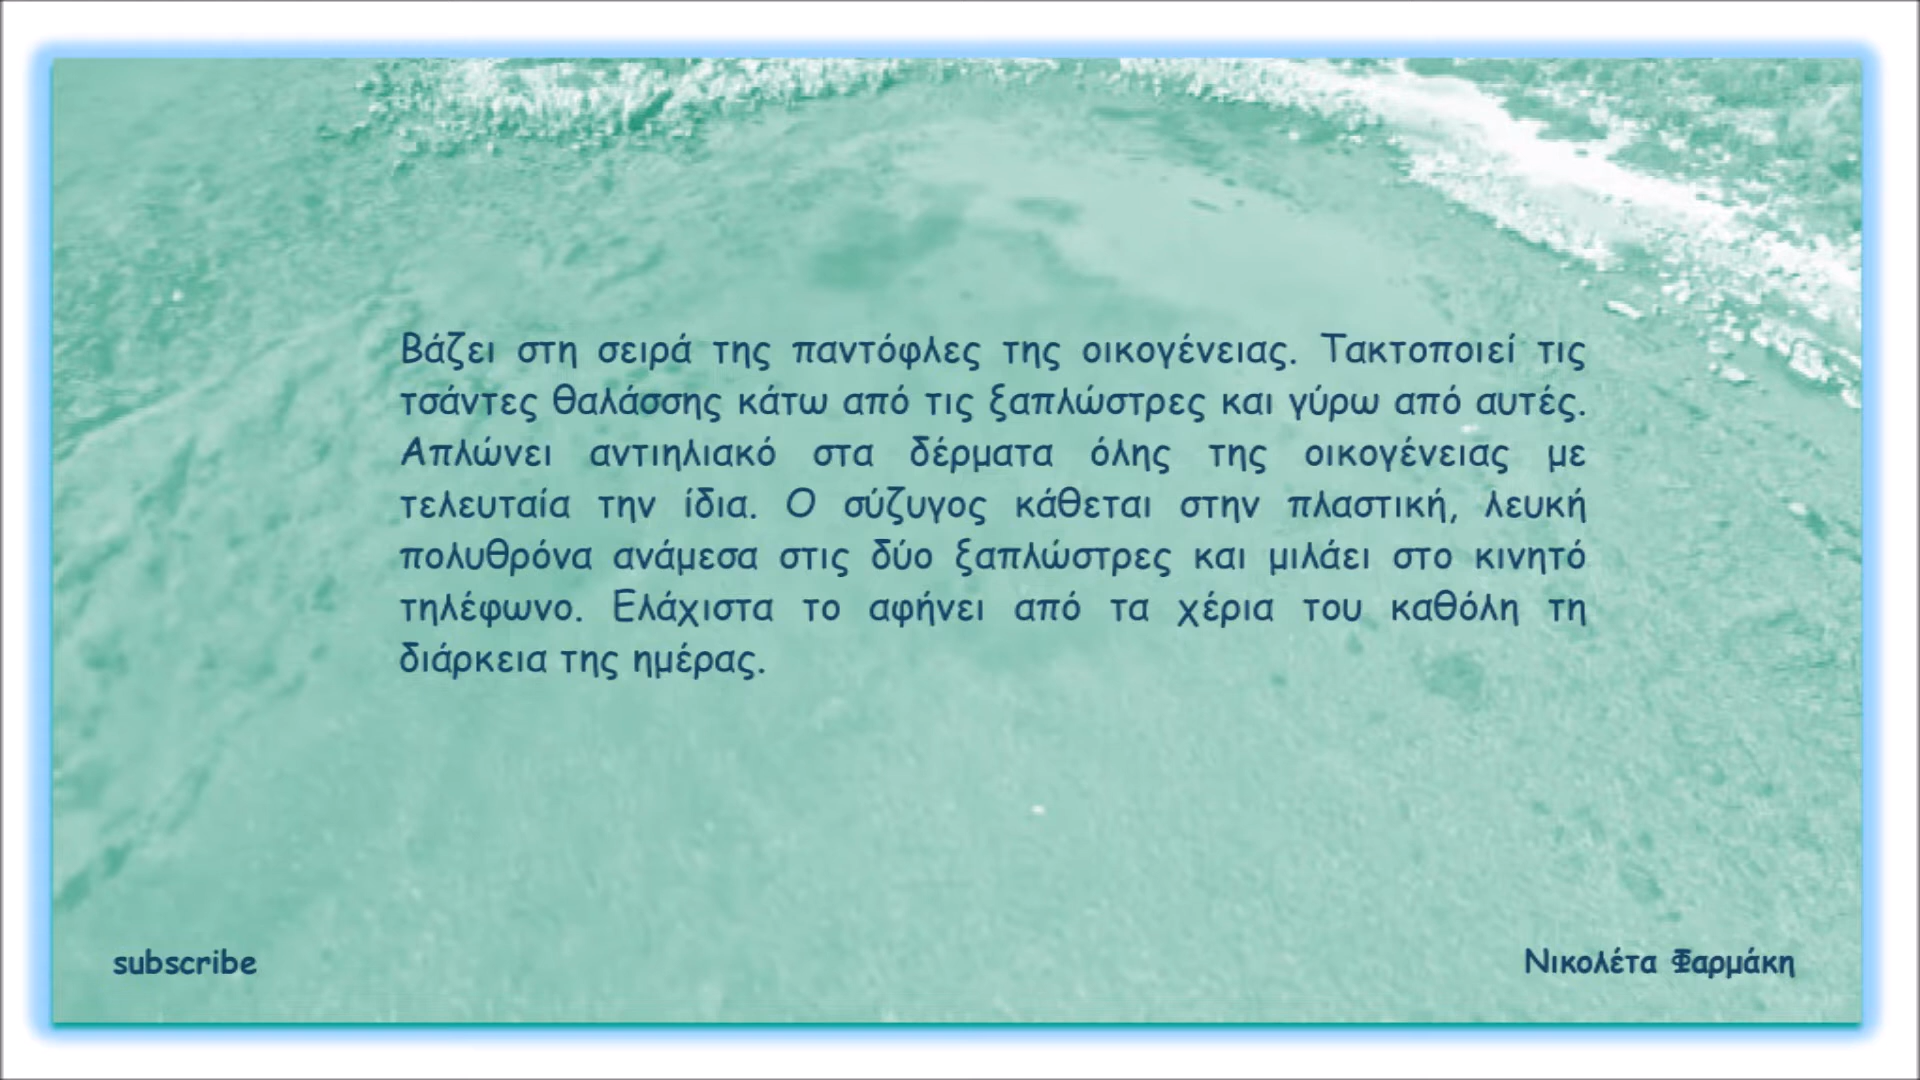 Βάζει στη σειρά της παντόφλες της οικογένειας. Τακτοποιεί τις
τσάντες θαλάσσης κάτω από τις ξαπλώστρες και γύρω από αυτές.
Απλώνει αντιηλιακό στα δέρματα όλης της οικογένειας με
τελευταία την ίδια. Ο σύζυγος κάθεται στην πλαστική, λευκή
πολυθρόνα ανάμεσα στις δύο ξαπλώστρες και μιλάει στο κινητό
τηλέφωνο. Ελάχιστα το αφήνει από τα χέρια του καθόλη τη
διάρκεια της ημέρας.
subscribe
Νικολέτα Φαρμάκη